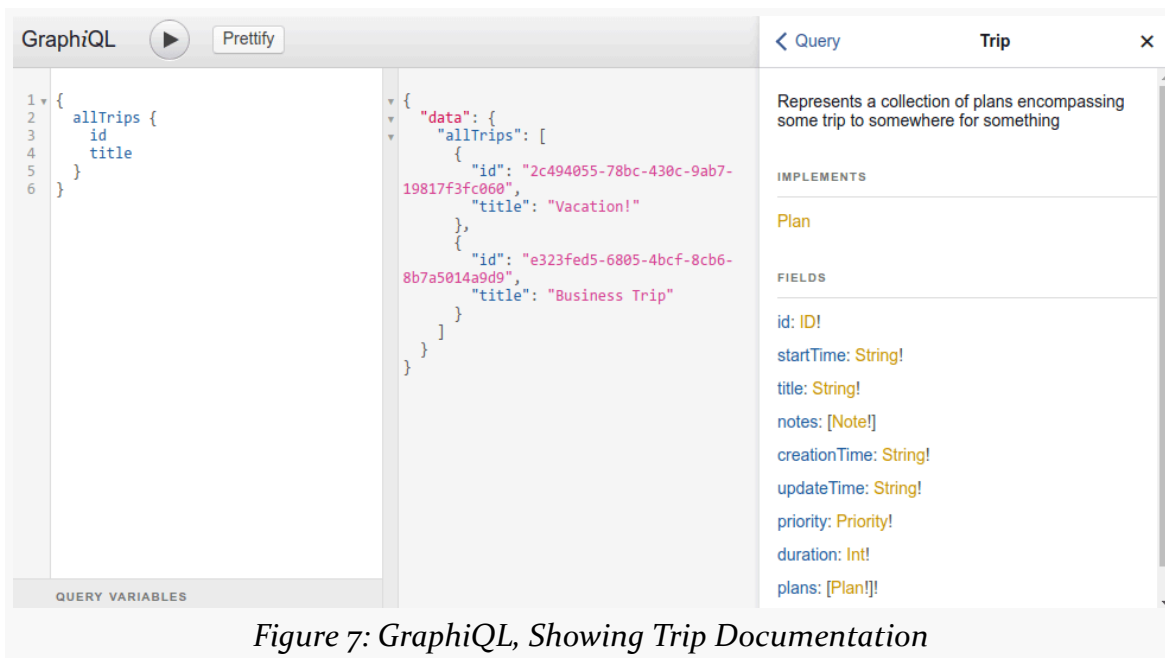 GraphiQL
Prettify
1 {
2 allTrips {
3 id
4 title
5 }
6 }
QUERY VARIABLES
{
"data": {
"allTrips": [
{
"id": "2c494055-78bc-430c-9ab7-
19817f3fc060",
"title": "Vacation!"
},
{
"id": "e323fed5-6805-4bcf-8cb6-
8b7a5014a9d9",
"title": "Business Trip"
}
]
}
}
Query
Trip
Represents a collection of plans encompassing
some trip to somewhere for something
IMPLEMENTS
Plan
FIELDS
id: ID!
startTime: String!
title: String!
notes: [Note!]
creationTime: String!
updateTime: String!
priority: Priority!
duration: Int!
plans: [Plan!]!
Figure 7: GraphiQL, Showing Trip Documentation